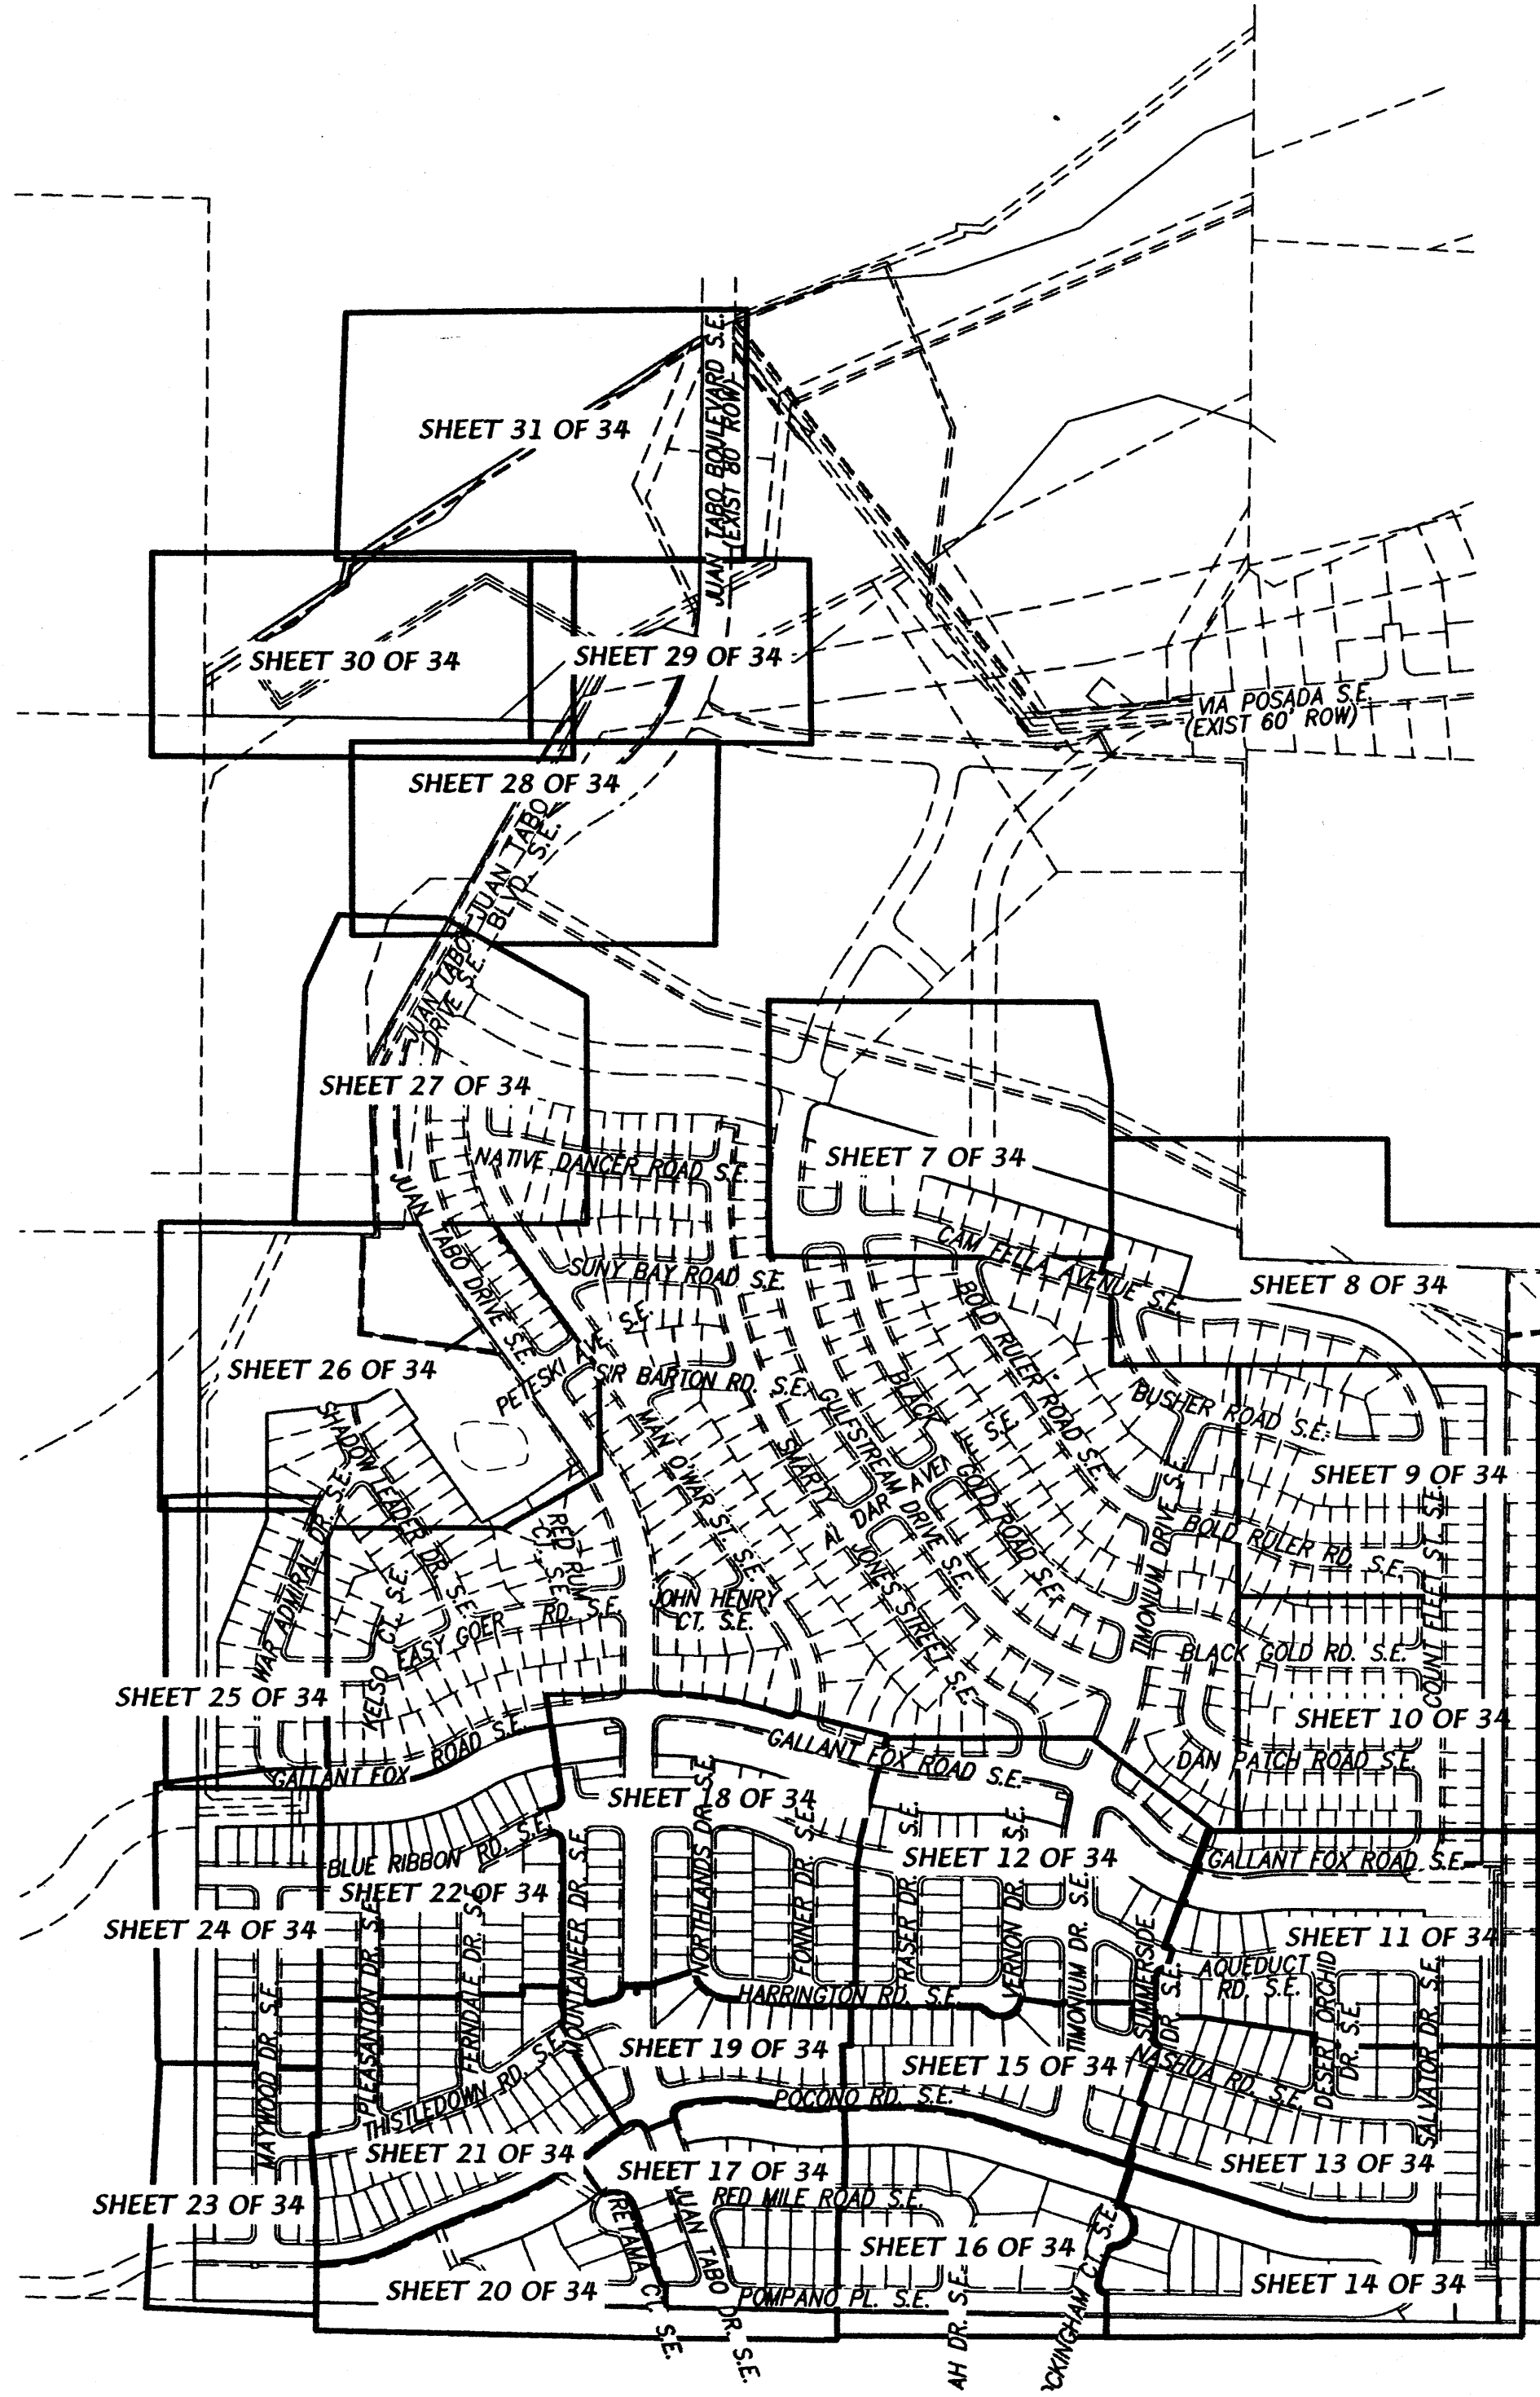 JUAN TABO BOULEVARD S.E.
(EXIST 80' ROW)
SHEET 31 OF 34
SHEET 30 OF 34
SHEET 29 OF 34
VIA POSADA S.E.
(EXIST 60' ROW)
SHEET 28 OF 34
JUAN TABO
BLVD. S.E.
JUAN TABO
DRIVE S.E.
SHEET 27 OF 34
NATIVE DANCER ROAD S.E.
SHEET 7 OF 34
JUAN TABO DRIVE S.E.
CAM FELLA AVENUE S.E.
SUNY BAY ROAD S.E.
SHEET 8 OF 34
BOLD RULER ROAD S.E.
SHEET 26 OF 34
PETESKI AVE. S.E.
SIR BARTON RD. S.E.
BUSHER ROAD S.E.
SHADOW LEADER DR. S.E.
MAN O'WAR ST. S.E.
SMARTY JONES STREET S.E.
GULFSTREAM DRIVE S.E.
BLACK GOLD ROAD S.E.
AL DAR AVE S.E.
SHEET 9 OF 34
WAR ADMIRAL DR. S.E.
RED RUM
CT. S.E.
TIMONIUM DRIVE S.E.
BOLD RULER RD. S.E.
COUNT FLEET ST. S.E.
KELSO CT. S.E.
EASY GOER RD. S.E.
JOHN HENRY
CT. S.E.
BLACK GOLD RD. S.E.
SHEET 25 OF 34
SHEET 10 OF 34
GALLANT FOX ROAD S.E.
GALLANT FOX ROAD S.E.
DAN PATCH ROAD S.E.
SHEET 18 OF 34
BLUE RIBBON RD. S.E.
SHEET 12 OF 34
GALLANT FOX ROAD S.E.
SHEET 22 OF 34
SHEET 24 OF 34
SHEET 11 OF 34
MAYWOOD DR. S.E.
PLEASANTON DR. S.E.
FERNDALE DR. S.E.
MOUNTAINEER DR. S.E.
NORTHLANDS DR. S.E.
FONNER DR. S.E.
FRASER DR. S.E.
VERNON DR. S.E.
TIMONIUM DR. S.E.
SUMMERSIDE
DR. S.E.
AQUEDUCT
RD. S.E.
DESERT ORCHID
DR. S.E.
SALVATOR DR. S.E.
HARRINGTON RD. S.E.
SHEET 19 OF 34
SHEET 15 OF 34
NASHUA RD. S.E.
THISTLEDOWN RD. S.E.
POCONO RD. S.E.
SHEET 21 OF 34
SHEET 17 OF 34
SHEET 13 OF 34
SHEET 23 OF 34
RED MILE ROAD S.E.
RETAMA CT. S.E.
JUAN TABO DR. S.E.
SHEET 16 OF 34
SHEET 20 OF 34
POMPANO PL. S.E.
AH DR. S.E.
CKINGHAM CT. S.E.
SHEET 14 OF 34